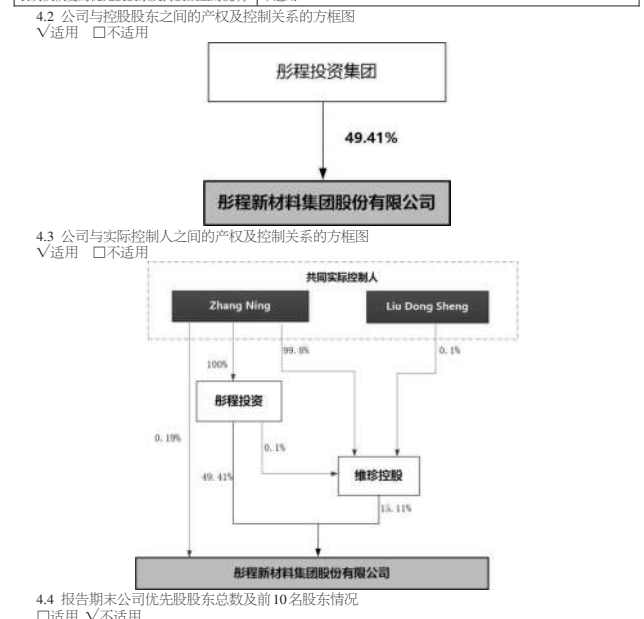 4.2 公司与控股股东之间的产权及控制关系的方框图
√适用 □不适用
彤程投资集团
49.41%
彤程新材料集团股份有限公司
4.3 公司与实际控制人之间的产权及控制关系的方框图
√适用 □不适用
共同实际控制人
Zhang Ning
Liu Dong Sheng
100%
99.8%
0.1%
彤程投资
0.19%
0.1%
49.41%
维珍控股
15.11%
彤程新材料集团股份有限公司
4.4 报告期末公司优先股股东总数及前10名股东情况
□适用 √不适用